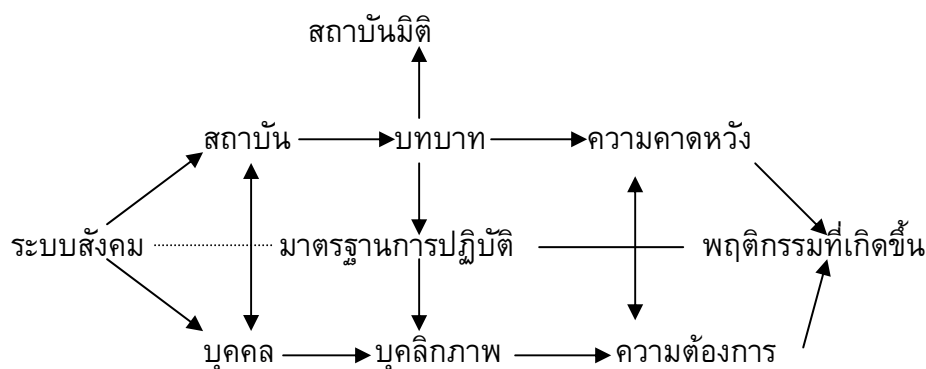 สถาบันมิติ
สถาบัน บทบาท ความคาดหวัง
ระบบสังคม มาตรฐานการปฏิบัติ พฤติกรรมที่เกิดขึ้น
บุคคล บุคลิกภาพ ความต้องการ